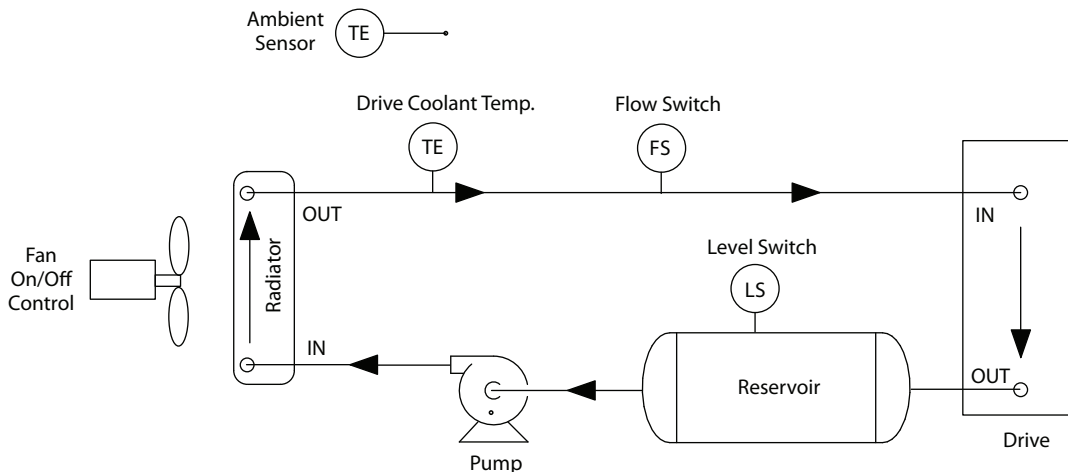 Ambient
Sensor
TE
Drive Coolant Temp.
TE
Flow Switch
FS
OUT
IN
Fan
On/Off
Control
Radiator
Level Switch
LS
IN
Reservoir
OUT
Pump
Drive